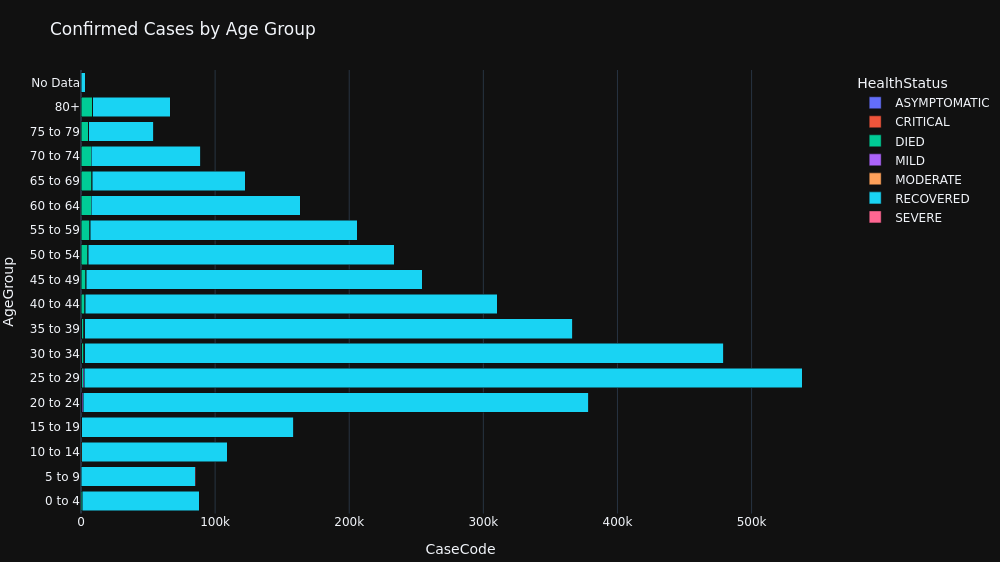 Confirmed Cases by Age Group
HealthStatus
ASYMPTOMATIC
CRITICAL
DIED
MILD
MODERATE
RECOVERED
SEVERE
AgeGroup
No Data
80+
75 to 79
70 to 74
65 to 69
60 to 64
55 to 59
50 to 54
45 to 49
40 to 44
35 to 39
30 to 34
25 to 29
20 to 24
15 to 19
10 to 14
5 to 9
0 to 4
0 100k 200k 300k 400k 500k
CaseCode